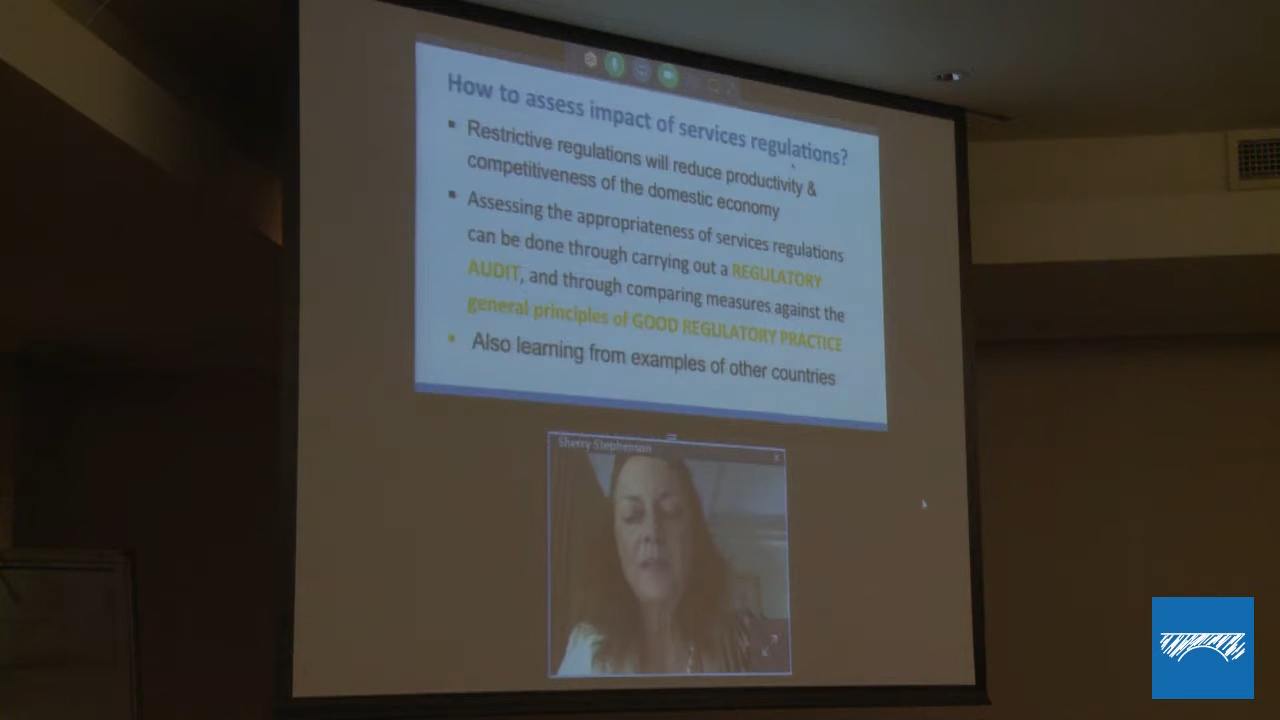 How to assess impact of services regulations?
▪ Restrictive regulations will reduce productivity &
competitiveness of the domestic economy
▪ Assessing the appropriateness of services regulations
can be done through carrying out a REGULATORY
AUDIT, and through comparing measures against the
general principles of GOOD REGULATORY PRACTICE
▪ Also learning from examples of other countries
Sherry Stephenson